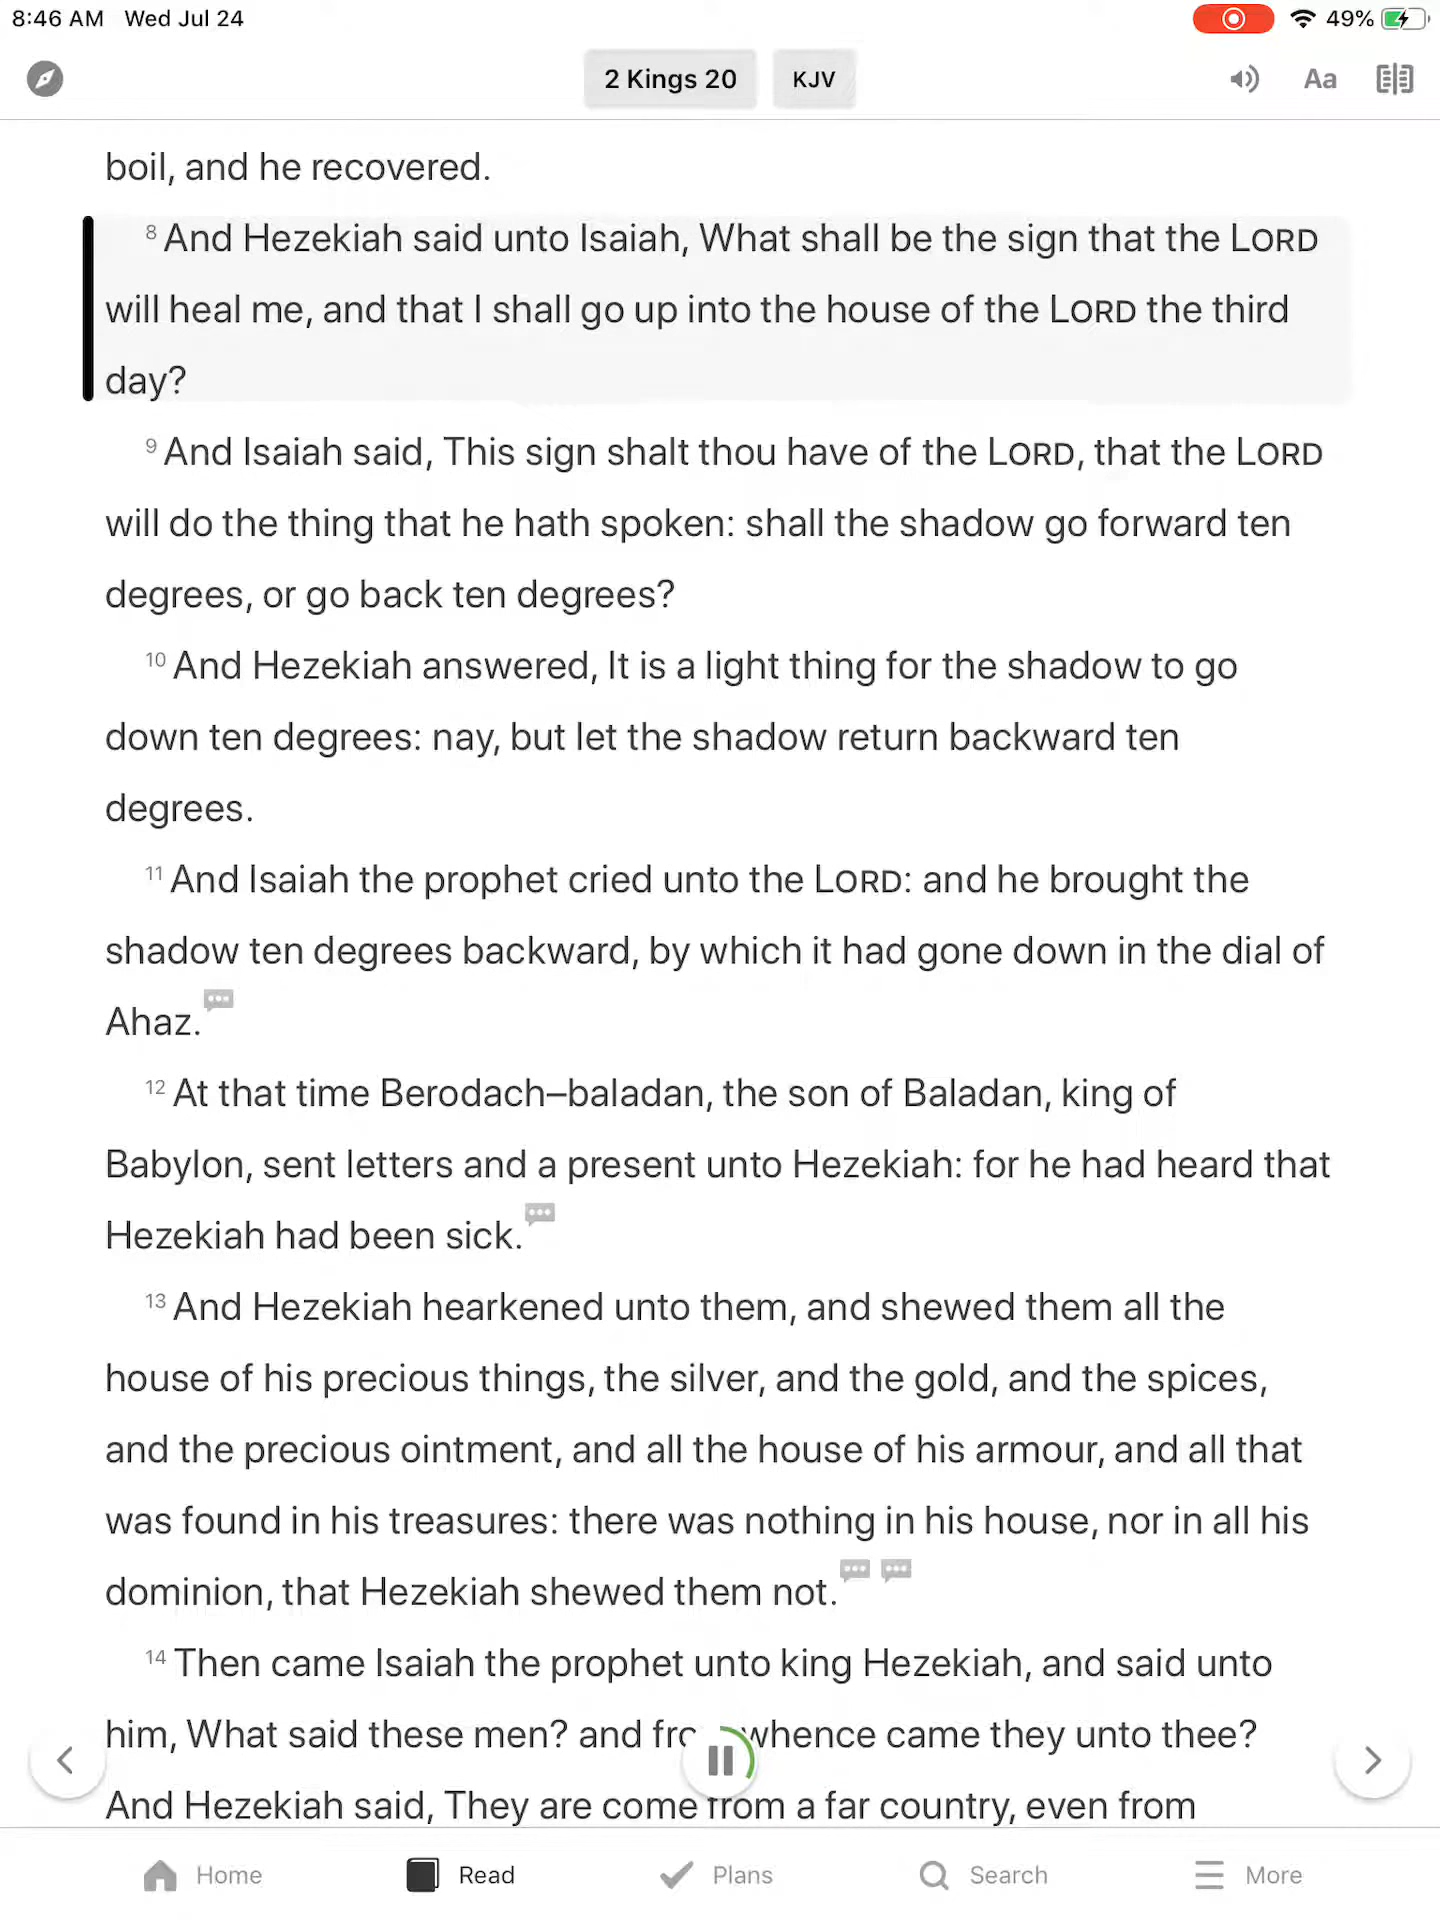 8:46 AM Wed Jul 24 49%
2 Kings 20 KJV Aa
boil, and he recovered.
8 And Hezekiah said unto Isaiah, What shall be the sign that the LORD
will heal me, and that I shall go up into the house of the LORD the third
day?
9 And Isaiah said, This sign shalt thou have of the LORD, that the LORD
will do the thing that he hath spoken: shall the shadow go forward ten
degrees, or go back ten degrees?
10 And Hezekiah answered, It is a light thing for the shadow to go
down ten degrees: nay, but let the shadow return backward ten
degrees.
11 And Isaiah the prophet cried unto the LORD: and he brought the
shadow ten degrees backward, by which it had gone down in the dial of
Ahaz.
12 At that time Berodach–baladan, the son of Baladan, king of
Babylon, sent letters and a present unto Hezekiah: for he had heard that
Hezekiah had been sick.
13 And Hezekiah hearkened unto them, and shewed them all the
house of his precious things, the silver, and the gold, and the spices,
and the precious ointment, and all the house of his armour, and all that
was found in his treasures: there was nothing in his house, nor in all his
dominion, that Hezekiah shewed them not.
14 Then came Isaiah the prophet unto king Hezekiah, and said unto
him, What said these men? and fro whence came they unto thee?
And Hezekiah said, They are come from a far country, even from
Home Read Plans Search More